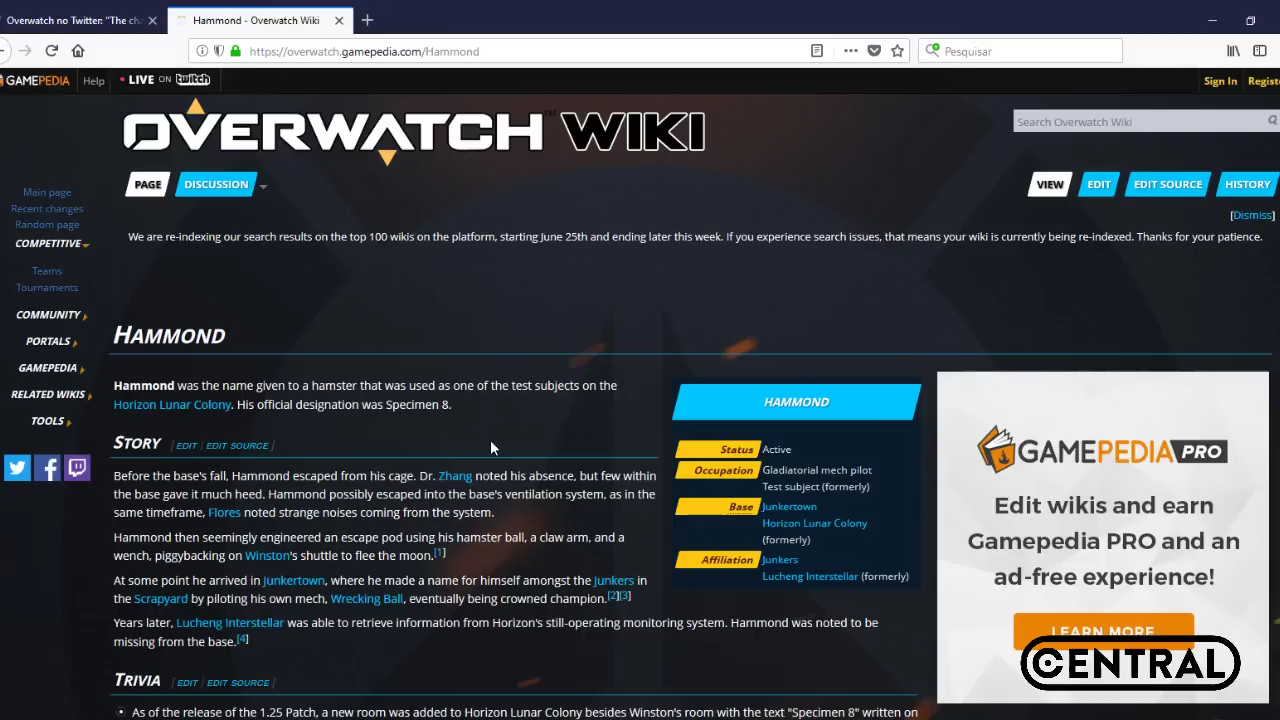 Overwatch no Twitter: "The cha
Hammond - Overwatch Wiki
https://overwatch.gamepedia.com/Hammond
Pesquisar
GAMEPEDIA
Help
LIVE ON twitch
Sign In
Registe
OVERWATCH WIKI
Search Overwatch Wiki
PAGE
DISCUSSION
VIEW
EDIT
EDIT SOURCE
HISTORY
[Dismiss]
Main page
Recent changes
Random page
COMPETITIVE
Teams
Tournaments
COMMUNITY
PORTALS
GAMEPEDIA
RELATED WIKIS
TOOLS
We are re-indexing our search results on the top 100 wikis on the platform, starting June 25th and ending later this week. If you experience search issues, that means your wiki is currently being re-indexed. Thanks for your patience.
HAMMOND
Hammond was the name given to a hamster that was used as one of the test subjects on the
Horizon Lunar Colony. His official designation was Specimen 8.
STORY [ EDIT | EDIT SOURCE ]
Before the base's fall, Hammond escaped from his cage. Dr. Zhang noted his absence, but few within
the base gave it much heed. Hammond possibly escaped into the base's ventilation system, as in the
same timeframe, Flores noted strange noises coming from the system.
Hammond then seemingly engineered an escape pod using his hamster ball, a claw arm, and a
wench, piggybacking on Winston's shuttle to flee the moon.[1]
At some point he arrived in Junkertown, where he made a name for himself amongst the Junkers in
the Scrapyard by piloting his own mech, Wrecking Ball, eventually being crowned champion.[2][3]
Years later, Lucheng Interstellar was able to retrieve information from Horizon's still-operating monitoring system. Hammond was noted to be
missing from the base.[4]
TRIVIA [ EDIT | EDIT SOURCE ]
As of the release of the 1.25 Patch, a new room was added to Horizon Lunar Colony besides Winston's room with the text "Specimen 8" written on
HAMMOND
Status Active
Occupation Gladiatorial mech pilot
Test subject (formerly)
Base Junkertown
Horizon Lunar Colony
(formerly)
Affiliation Junkers
Lucheng Interstellar (formerly)
GAMEPEDIA PRO
Edit wikis and earn
Gamepedia PRO and an
ad-free experience!
LEARN MORE
CENTRAL